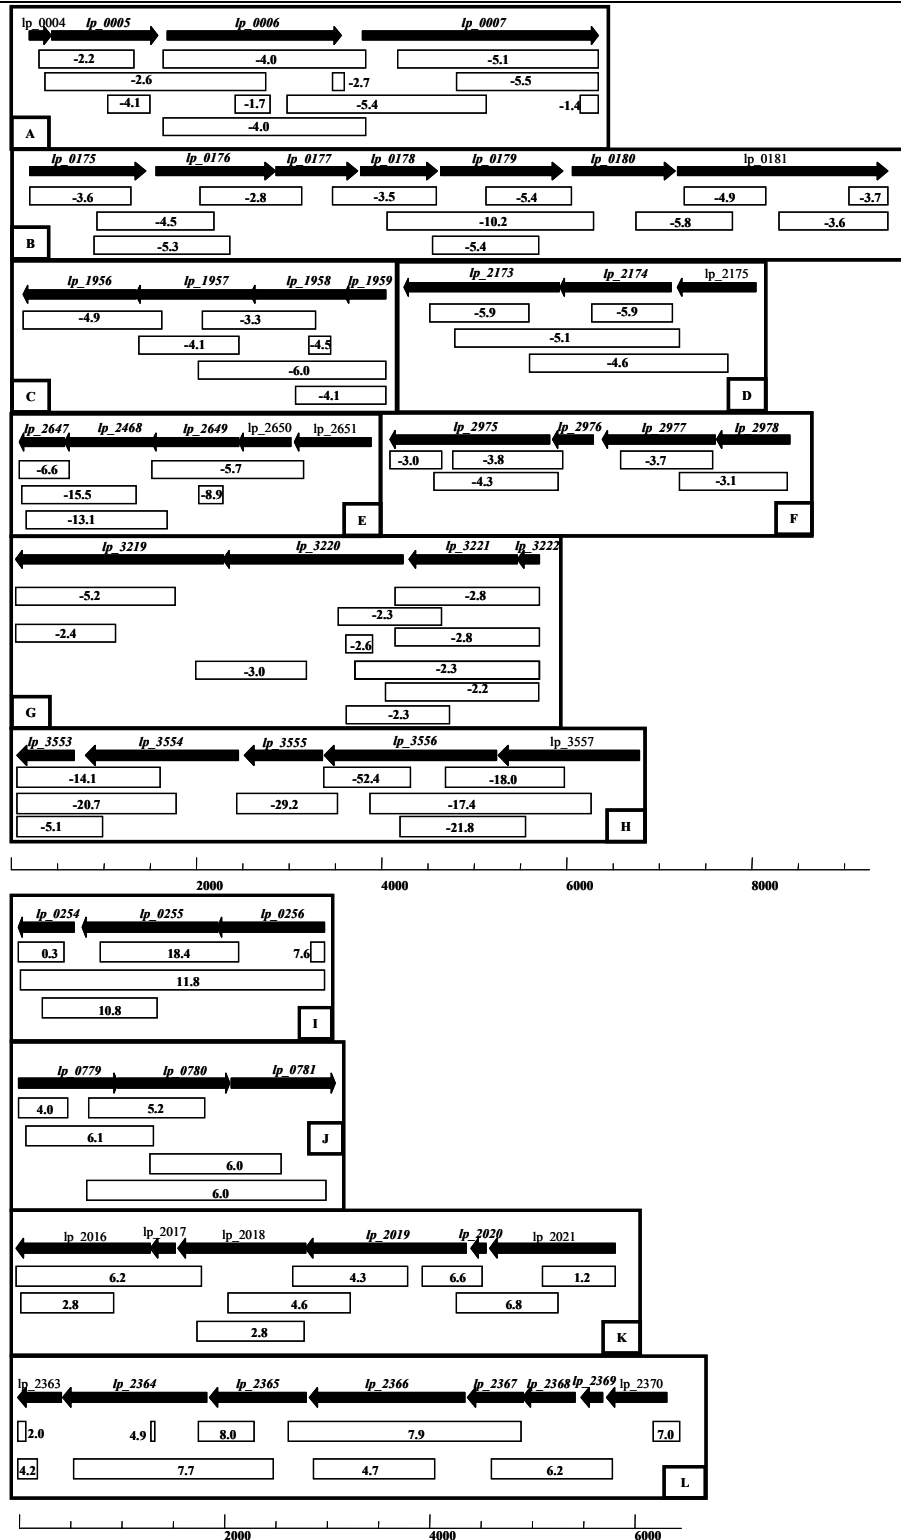 lp_0004 lp_0005 lp_0006 lp_0007
-2.2 -4.0 -5.1
-2.6 -2.7 -5.5
-4.1 -1.7 -5.4 -1.4
-4.0
A
lp_0175 lp_0176 lp_0177 lp_0178 lp_0179 lp_0180 lp_0181
-3.6 -2.8 -3.5 -5.4 -4.9 -3.7
-4.5 -10.2 -5.8 -3.6
-5.3 -5.4
B
lp_1956 lp_1957 lp_1958 lp_1959
-4.9 -3.3
-4.1 -4.5
-6.0
-4.1
C
lp_2173 lp_2174 lp_2175
-5.9 -5.9
-5.1
-4.6
D
lp_2647 lp_2468 lp_2649 lp_2650 lp_2651
-6.6 -5.7
-15.5 -8.9
-13.1
E
lp_2975 lp_2976 lp_2977 lp_2978
-3.0 -3.8 -3.7
-4.3 -3.1
F
lp_3219 lp_3220 lp_3221 lp_3222
-5.2 -2.8
-2.3
-2.4 -2.8
-2.6
-3.0 -2.3
-2.2
-2.3
G
lp_3553 lp_3554 lp_3555 lp_3556 lp_3557
-14.1 -52.4 -18.0
-20.7 -29.2 -17.4
-5.1 -21.8
H
2000 4000 6000 8000
lp_0254 lp_0255 lp_0256
0.3 18.4 7.6
11.8
10.8
I
lp_0779 lp_0780 lp_0781
4.0 5.2
6.1
6.0
6.0
J
lp_2016 lp_2017 lp_2018 lp_2019 lp_2020 lp_2021
6.2 4.3 6.6 1.2
2.8 4.6 6.8
2.8
K
lp_2363 lp_2364 lp_2365 lp_2366 lp_2367 lp_2368 lp_2369 lp_2370
2.0 4.9 8.0 7.9 7.0
4.2 7.7 4.7 6.2
L
2000 4000 6000